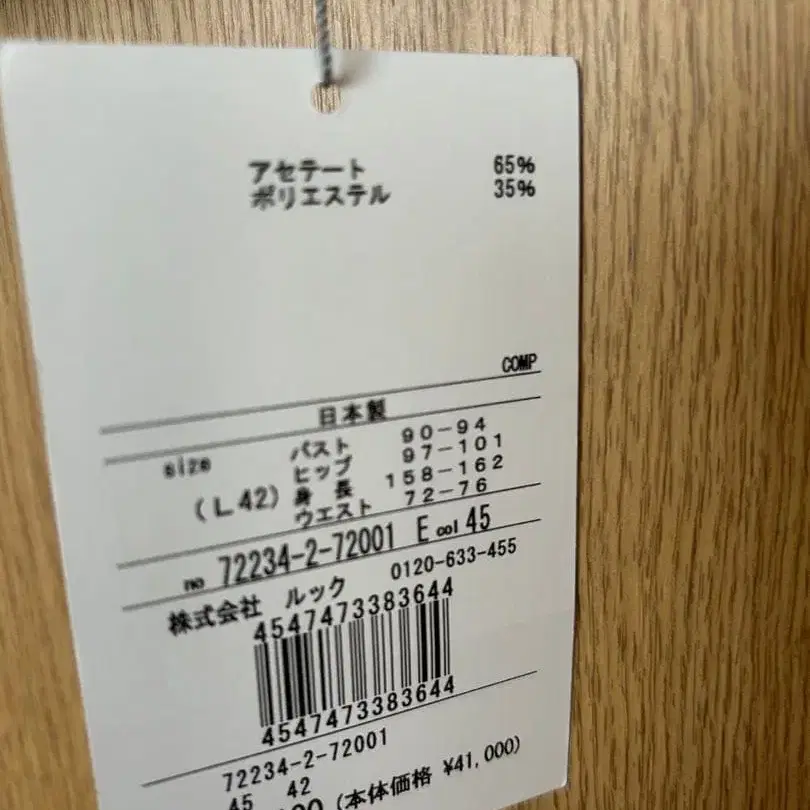 アセテート 65%
ポリエステル 35%
COMP
日本製
size バスト 90-94
ヒップ 97-101
(L42) 身長 158-162
ウエスト 72-76
no 72234-2-72001 E col 45
株式会社 ルック 0120-633-455
4547473383644
4547473383644
72234-2-72001
45 42
(本体価格 ¥41,000)